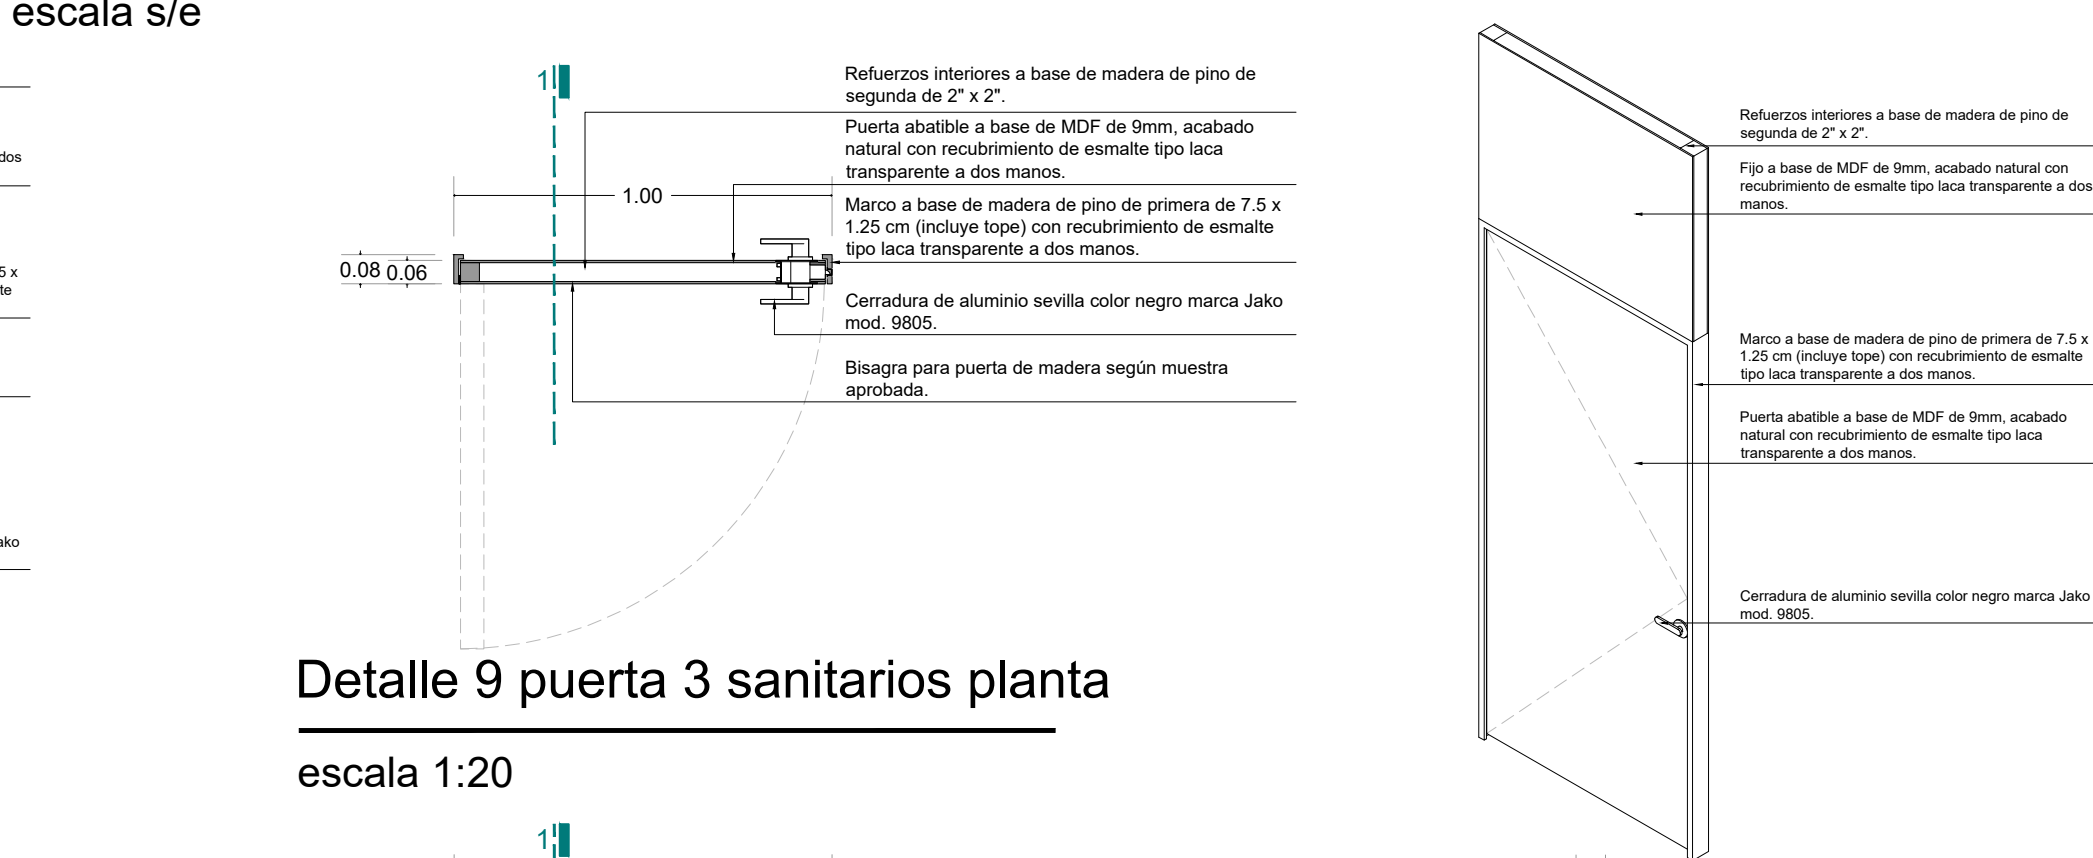 escala s/e
dos
5 x
te
ako
1
Refuerzos interiores a base de madera de pino de
segunda de 2" x 2".
Puerta abatible a base de MDF de 9mm, acabado
natural con recubrimiento de esmalte tipo laca
transparente a dos manos.
1.00
Marco a base de madera de pino de primera de 7.5 x
1.25 cm (incluye tope) con recubrimiento de esmalte
tipo laca transparente a dos manos.
0.08 0.06
Cerradura de aluminio sevilla color negro marca Jako
mod. 9805.
Bisagra para puerta de madera según muestra
aprobada.
Detalle 9 puerta 3 sanitarios planta
escala 1:20
1
Refuerzos interiores a base de madera de pino de
segunda de 2" x 2".
Fijo a base de MDF de 9mm, acabado natural con
recubrimiento de esmalte tipo laca transparente a dos
manos.
Marco a base de madera de pino de primera de 7.5 x
1.25 cm (incluye tope) con recubrimiento de esmalte
tipo laca transparente a dos manos.
Puerta abatible a base de MDF de 9mm, acabado
natural con recubrimiento de esmalte tipo laca
transparente a dos manos.
Cerradura de aluminio sevilla color negro marca Jako
mod. 9805.